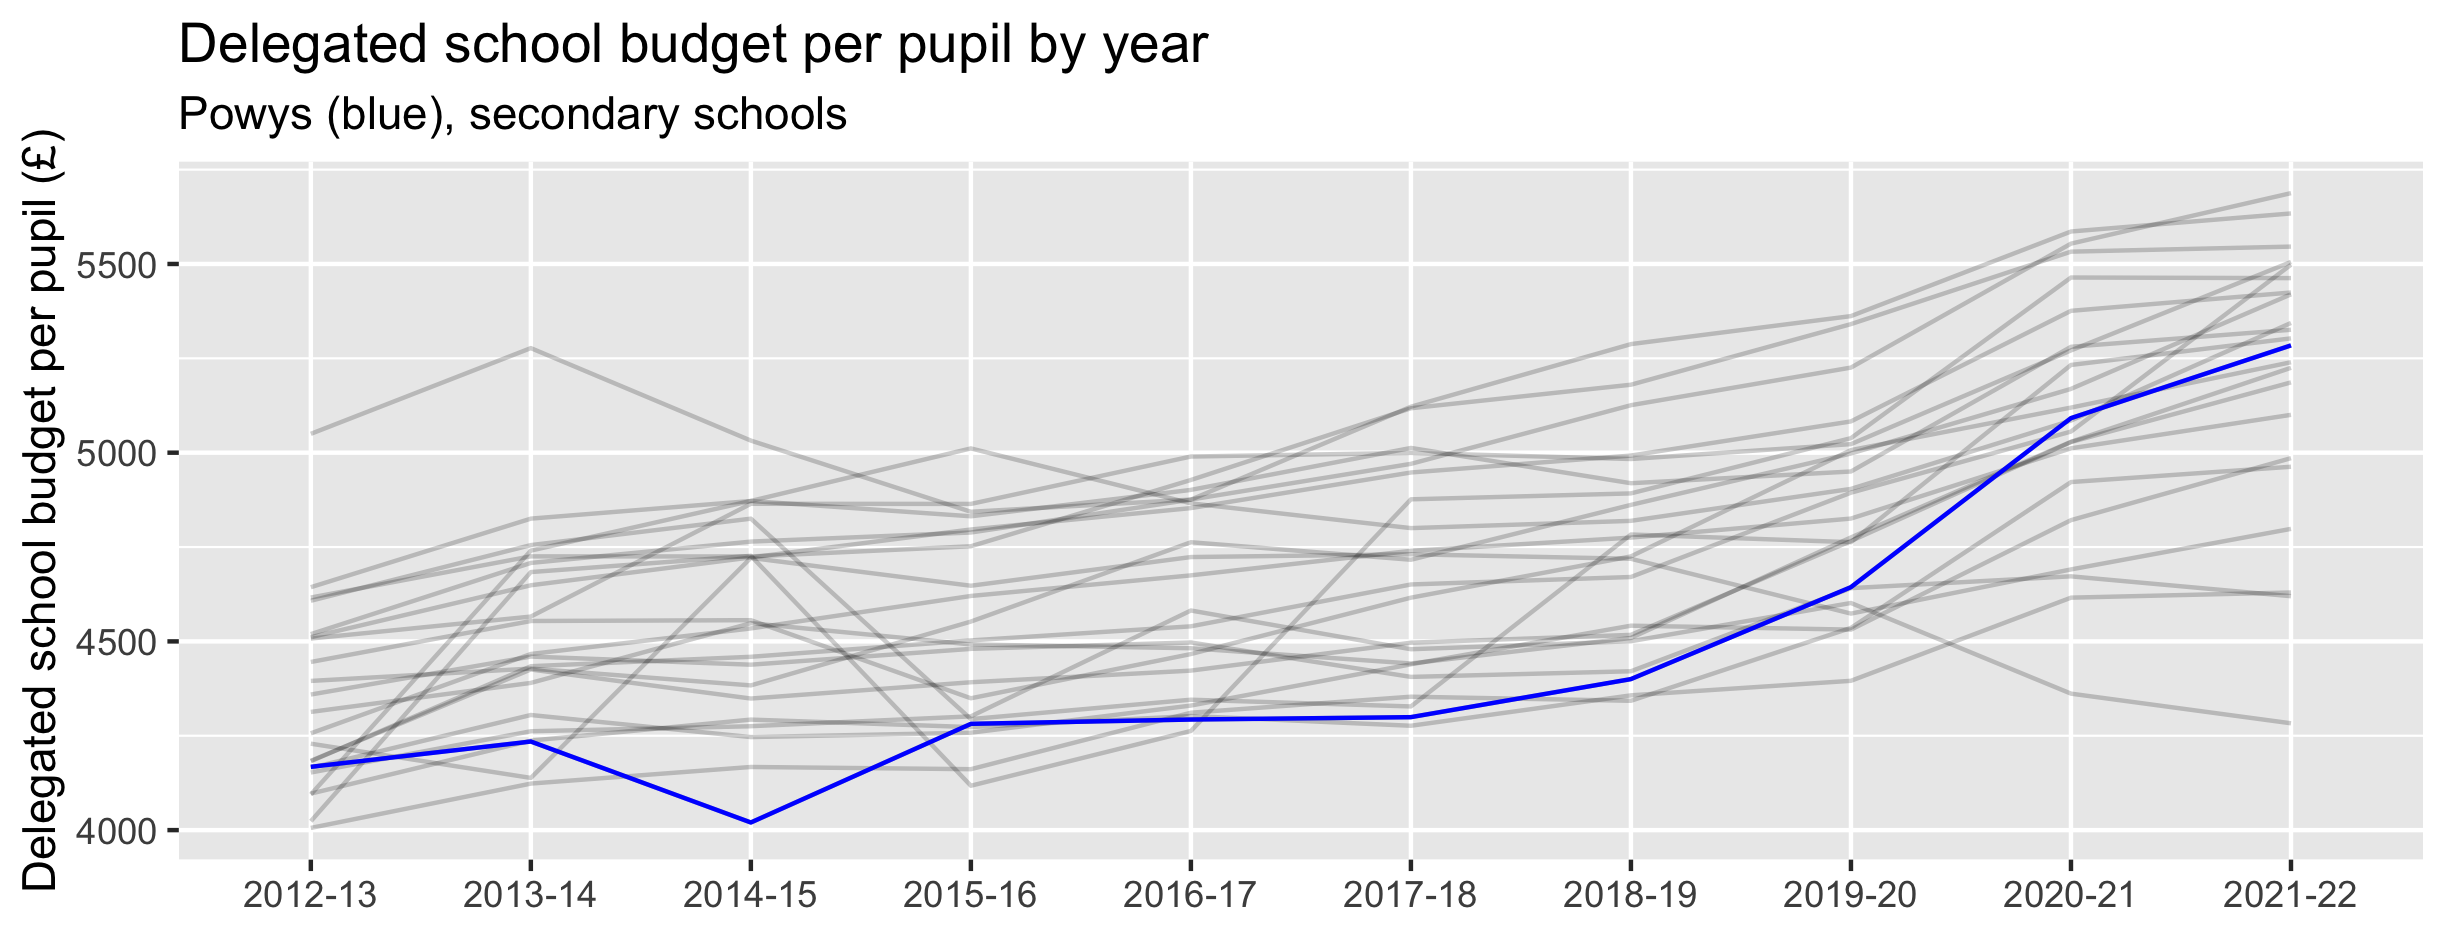 Delegated school budget per pupil by year
Powys (blue), secondary schools
Delegated school budget per pupil (£)
5500
5000
4500
4000
2012-13 2013-14 2014-15 2015-16 2016-17 2017-18 2018-19 2019-20 2020-21 2021-22